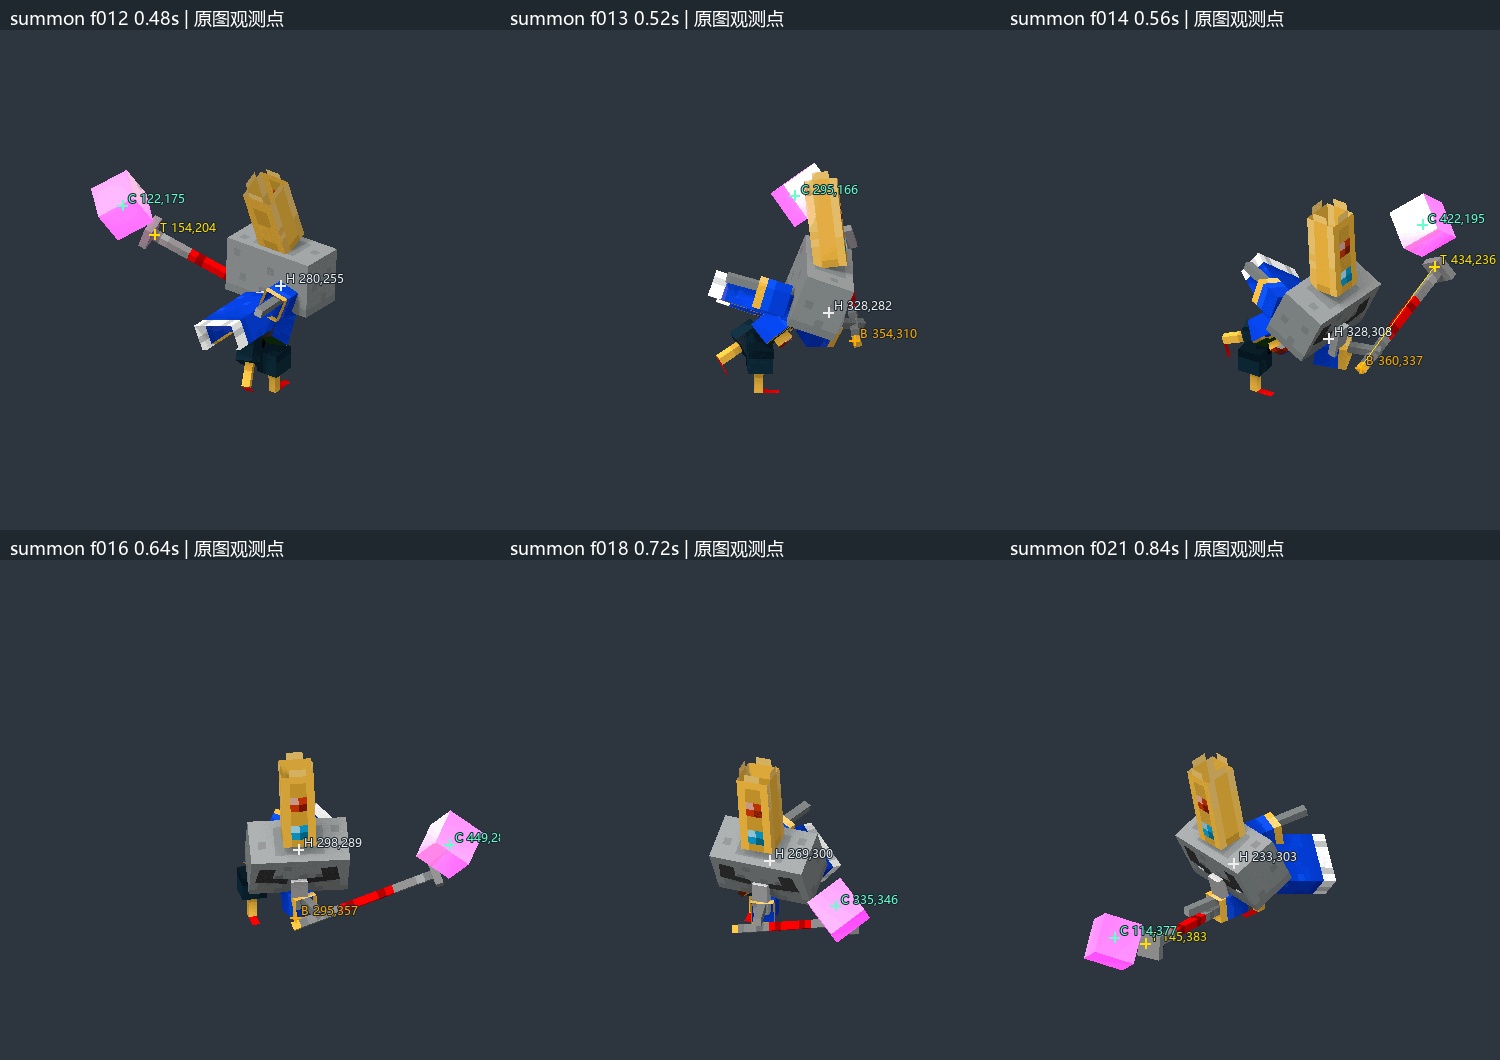 summon f012 0.48s | 原图观测点
summon f013 0.52s | 原图观测点
summon f014 0.56s | 原图观测点
C 122,175
T 154,204
H 280,255
C 295,166
H 328,282
B 354,310
C 422,195
T 434,236
H 328,308
B 360,337
summon f016 0.64s | 原图观测点
summon f018 0.72s | 原图观测点
summon f021 0.84s | 原图观测点
H 298,289
C 449,28
B 295,357
H 269,300
C 335,346
H 233,303
C 114,377
145,383